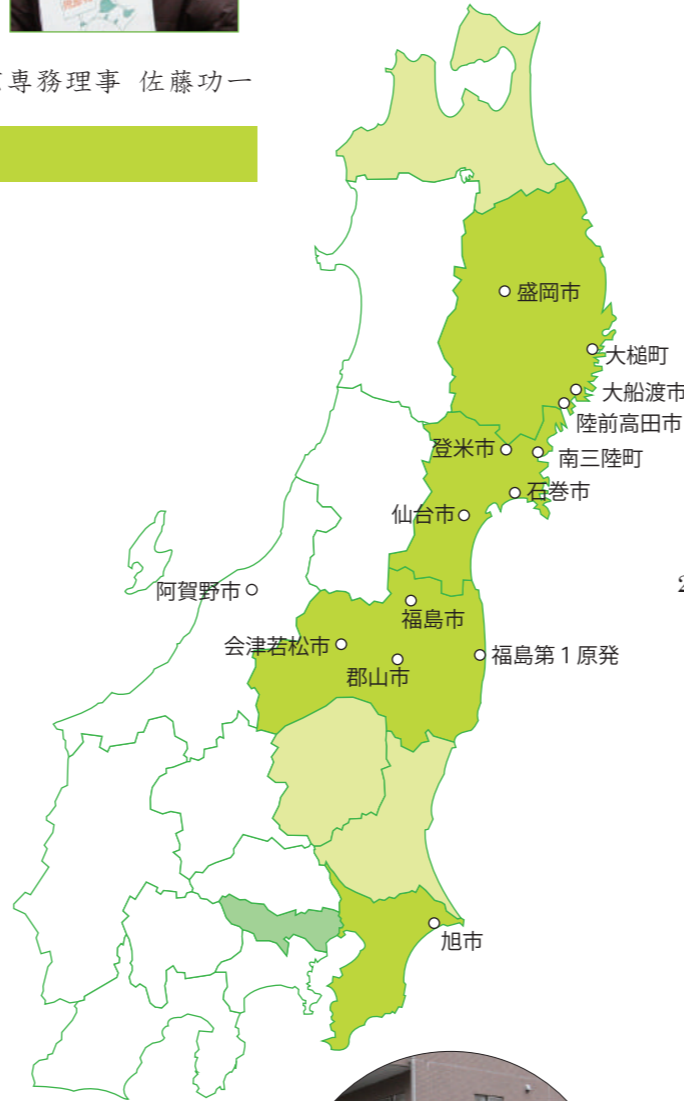 専務理事 佐藤功一
盛岡市
大槌町
大船渡市
陸前高田市
登米市
南三陸町
石巻市
仙台市
阿賀野市
福島市
会津若松市
福島第1原発
郡山市
旭市